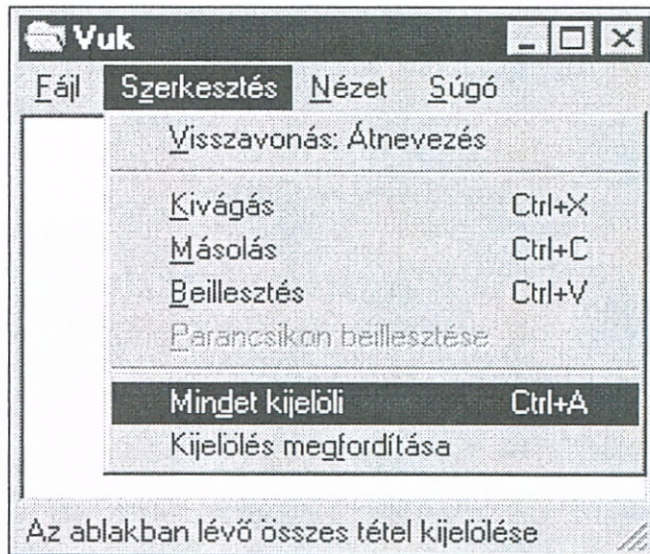 Vuk
Fájl Szerkesztés Nézet Súgó
Visszavonás: Átnevezés
Kivágás Ctrl+X
Másolás Ctrl+C
Beillesztés Ctrl+V
Parancsikon beillesztése
Mindet kijelöli Ctrl+A
Kijelölés megfordítása
Az ablakban lévő összes tétel kijelölése